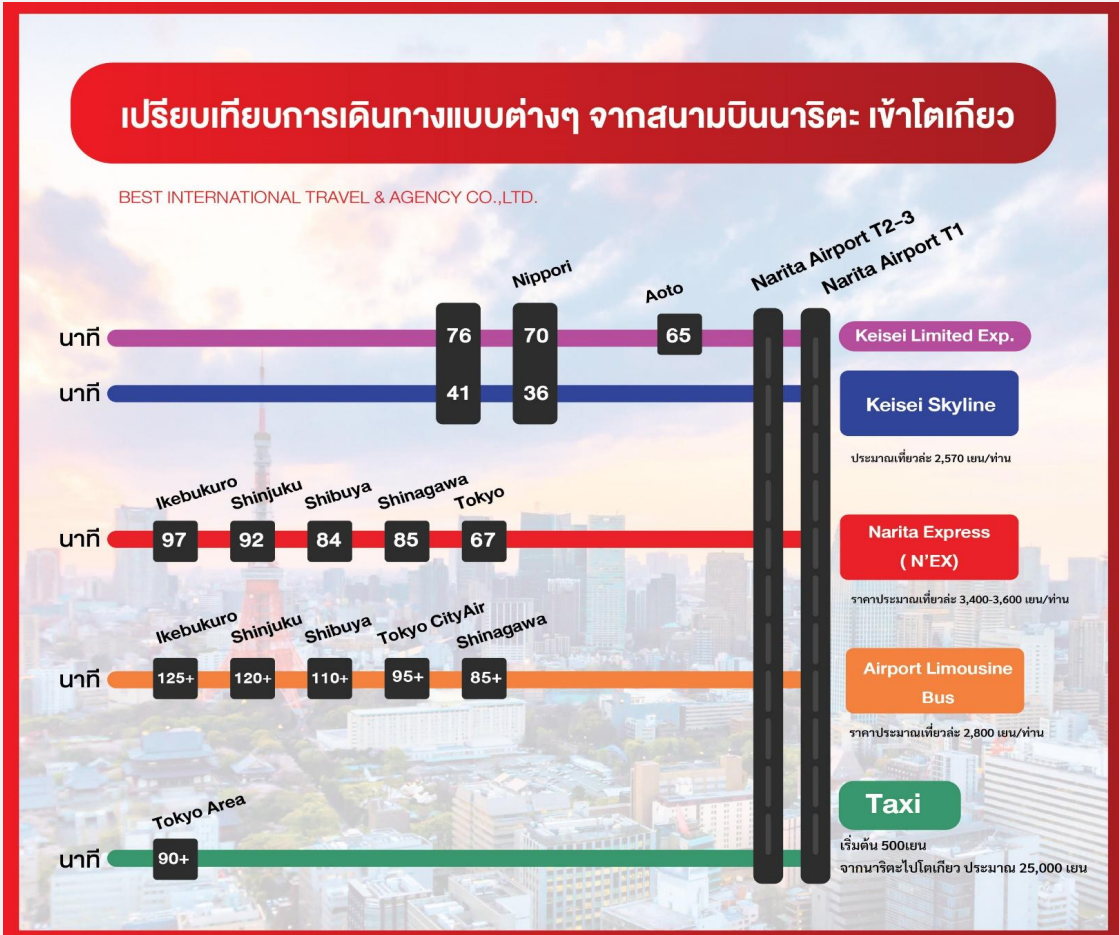 เปรียบเทียบการเดินทางแบบต่างๆ จากสนามบินนาริตะ เข้าโตเกียว
BEST INTERNATIONAL TRAVEL & AGENCY CO.,LTD.
Nippori
Aoto
Narita Airport T2-3
Narita Airport T1
นาที
76
70
65
Keisei Limited Exp.
นาที
41
36
Keisei Skyline
ประมาณเที่ยวล่ะ 2,570 เยน/ท่าน
Ikebukuro
Shinjuku
Shibuya
Shinagawa
Tokyo
นาที
97
92
84
85
67
Narita Express
( N'EX)
ราคาประมาณเที่ยวล่ะ 3,400-3,600 เยน/ท่าน
Ikebukuro
Shinjuku
Shibuya
Tokyo CityAir
Shinagawa
นาที
125+
120+
110+
95+
85+
Airport Limousine
Bus
ราคาประมาณเที่ยวล่ะ 2,800 เยน/ท่าน
Tokyo Area
นาที
90+
Taxi
เริ่มต้น 500เยน
จากนาริตะไปโตเกียว ประมาณ 25,000 เยน